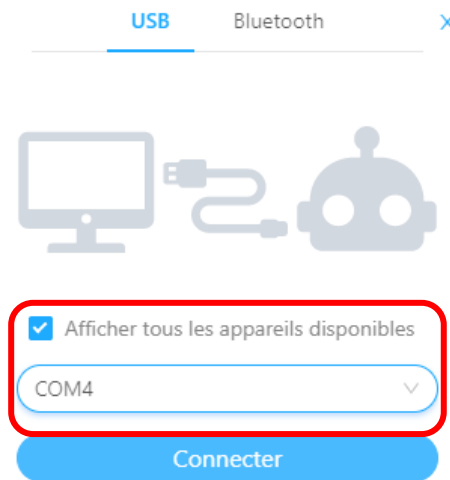 USB Bluetooth X
Afficher tous les appareils disponibles
COM4
Connecter